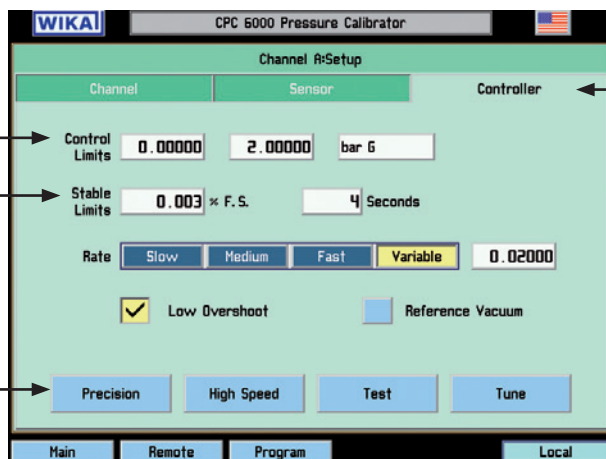 WIKAI CPC 6000 Pressure Calibrator
Channel A:Setup
Channel Sensor Controller
Control Limits 0.00000 2.00000 bar G
Stable Limits 0.003 % F.S. 4 Seconds
Rate Slow Medium Fast Variable 0.02000
Low Overshoot Reference Vacuum
Precision High Speed Test Tune
Main Remote Program Local